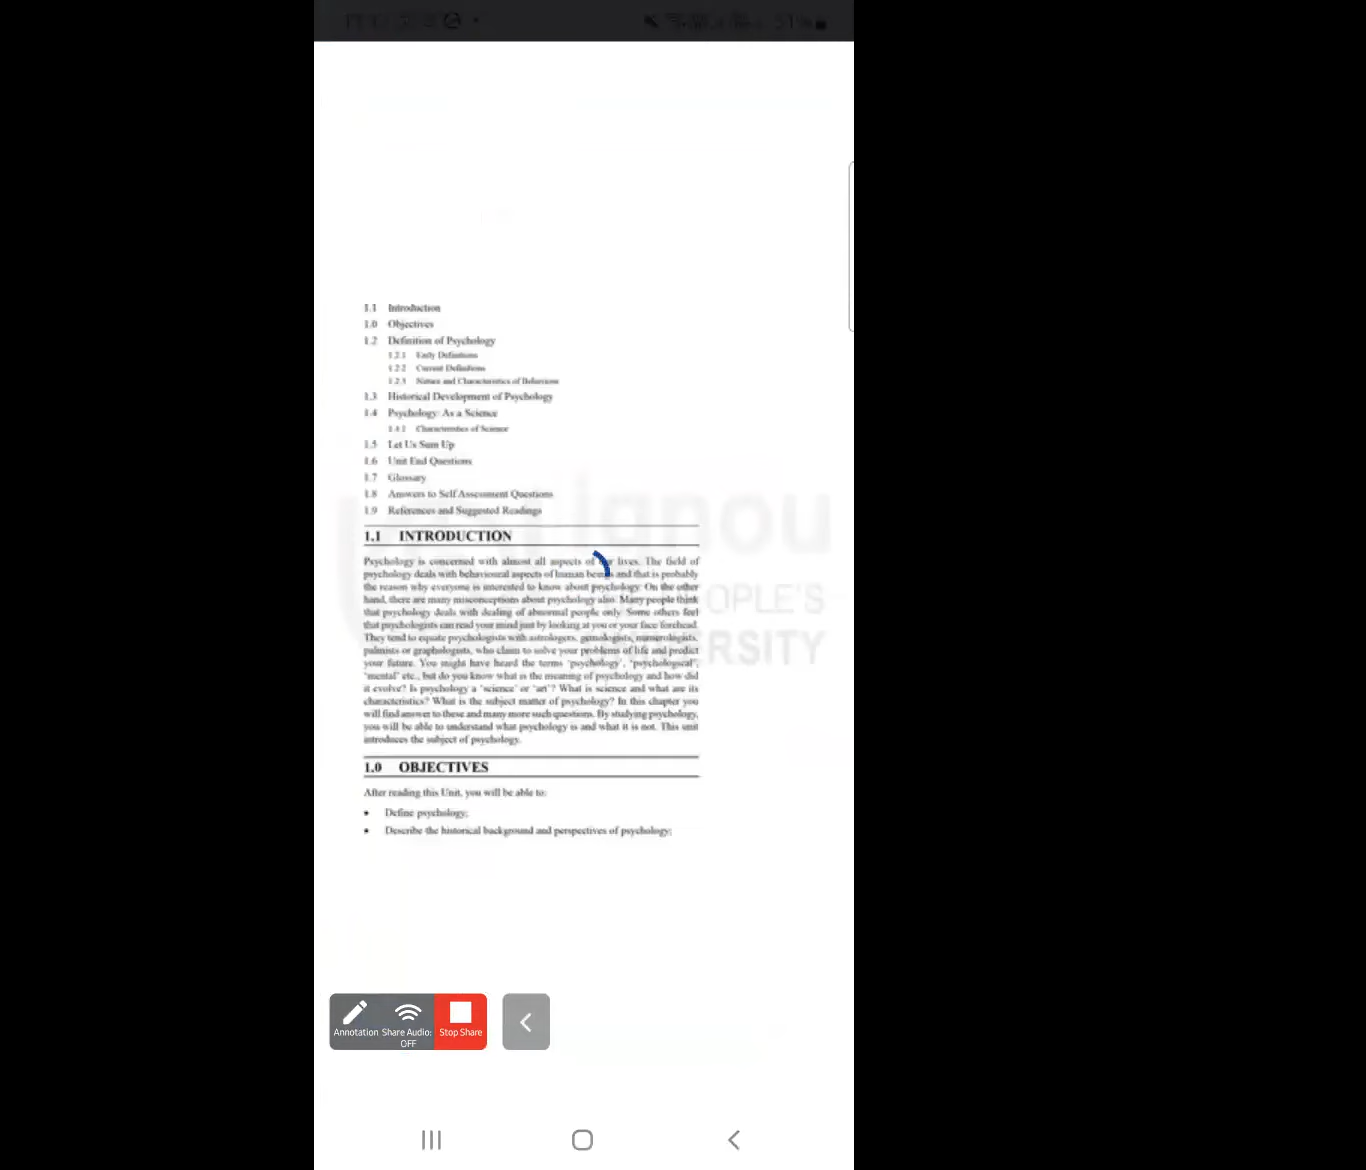 51%
1.1 Introduction
1.0 Objectives
1.2 Definition of Psychology
1.2.1 Early Definitions
1.2.2 Current Definitions
1.2.3 Nature and Characteristics of Behaviour
1.3 Historical Development of Psychology
1.4 Psychology: As a Science
1.4.1 Characteristics of Science
1.5 Let Us Sum Up
1.6 Unit End Questions
1.7 Glossary
1.8 Answers to Self Assessment Questions
1.9 References and Suggested Readings
ignou
1.1 INTRODUCTION
Psychology is concerned with almost all aspects of our lives. The field of
psychology deals with behavioural aspects of human beings and that is probably
the reason why everyone is interested to know about psychology. On the other
hand, there are many misconceptions about psychology also. Many people think
OPLE'S
that psychology deals with dealing of abnormal people only. Some others feel
that psychologists can read your mind just by looking at you or your face forehead.
They tend to equate psychologists with astrologers, gemologists, numerologists,
ERSITY
palmists or graphologists, who claim to solve your problems of life and predict
your future. You might have heard the terms 'psychology', 'psychological',
'mental' etc., but do you know what is the meaning of psychology and how did
it evolve? Is psychology a 'science' or 'art'? What is science and what are its
characteristics? What is the subject matter of psychology? In this chapter you
will find answer to these and many more such questions. By studying psychology,
you will be able to understand what psychology is and what it is not. This unit
introduces the subject of psychology.
1.0 OBJECTIVES
After reading this Unit, you will be able to:
• Define psychology;
• Describe the historical background and perspectives of psychology;
Annotation Share Audio: OFF Stop Share